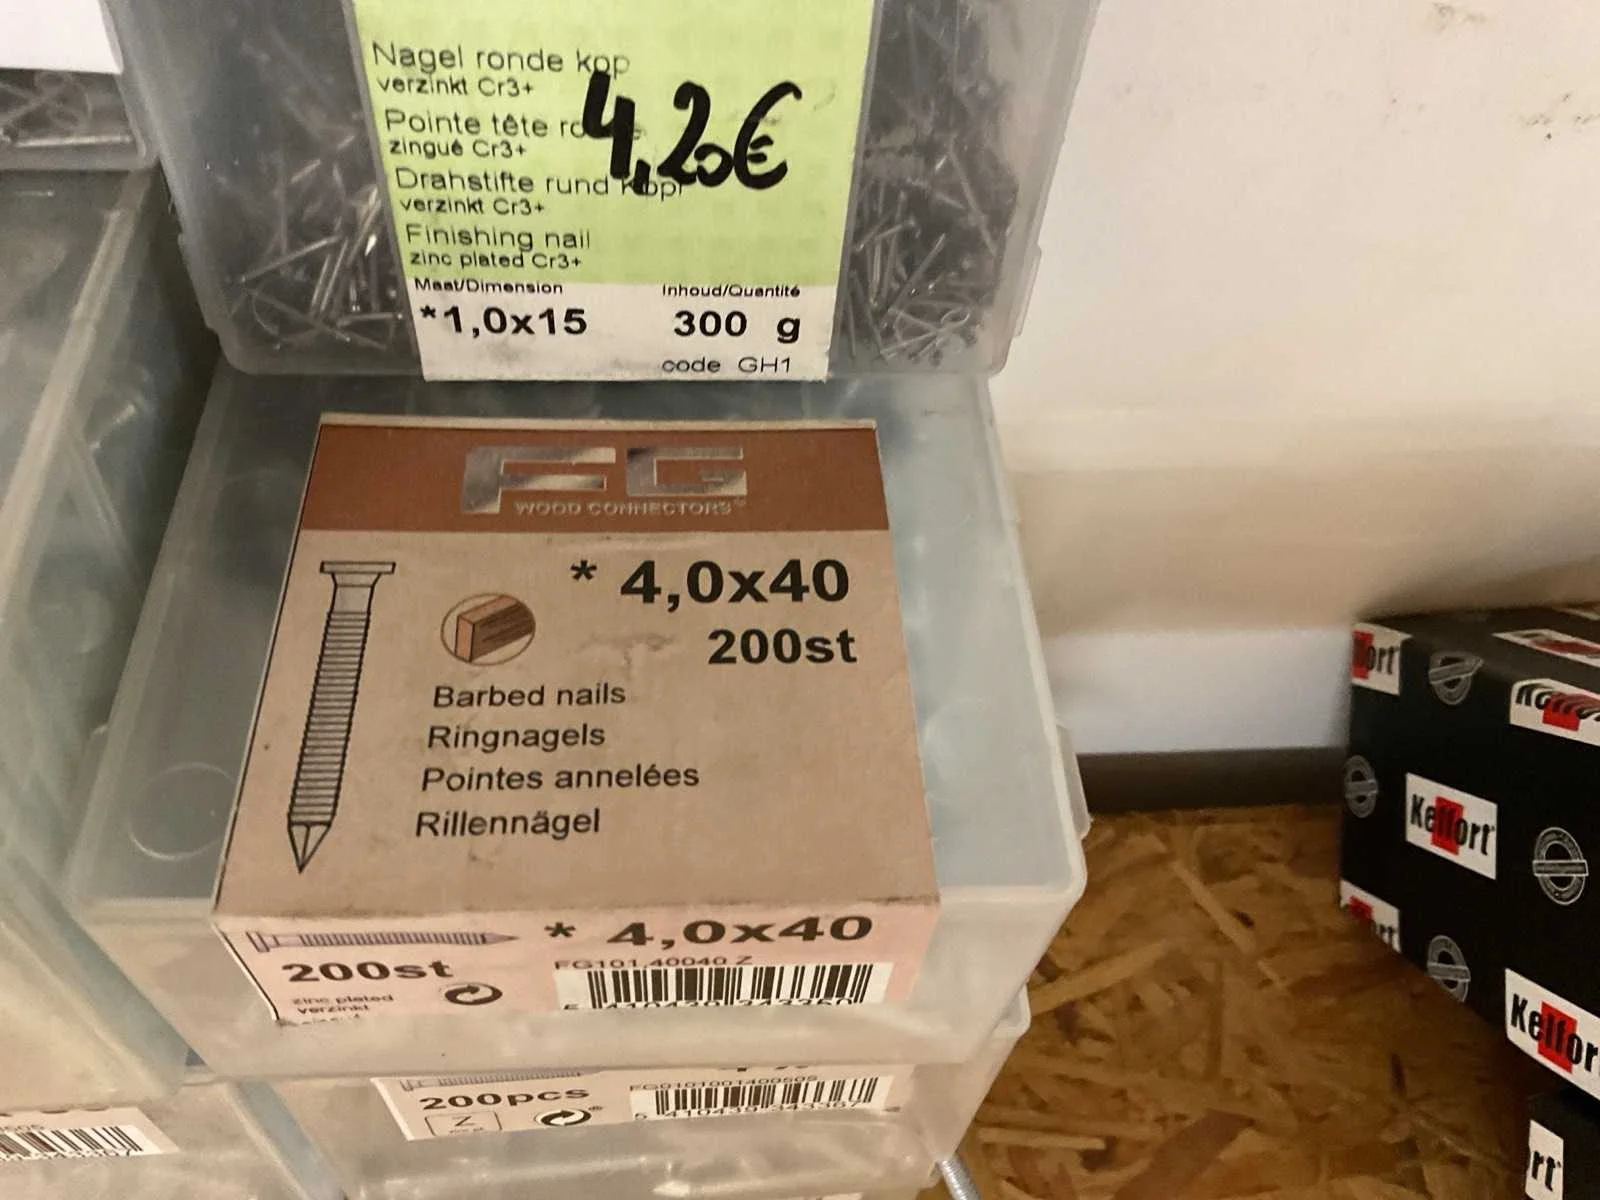 Nagel ronde kop
verzinkt Cr3+
4,20€
Pointe tête
zingué Cr3+
Drahstifte rund kopf
verzinkt Cr3+
Finishing nail
zinc plated Cr3+
Maat/Dimension Inhoud/Quantité
*1,0x15 300 g
code GH1
FG
WOOD CONNECTORS
* 4,0x40
200st
Barbed nails
Ringnagels
Pointes annelées
Rillennägel
* 4,0x40
200st
FG101.40040 Z
zinc plated
verzinkt
200pcs
Z
Kelfort
Kelfort